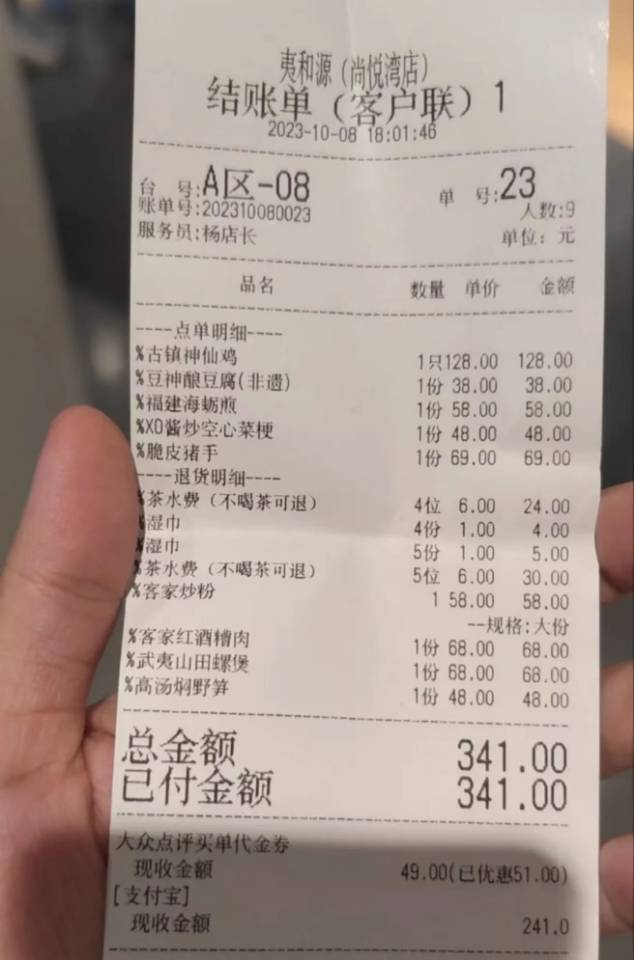 夷和源（尚悦湾店）
结账单（客户联）1
2023-10-08 18:01:46
台 号:A区-08 单 号:23
账单号:202310080023 人数:9
服务员:杨店长 单位：元
品名 数量 单价 金额
----点单明细----
%古镇神仙鸡 1只128.00 128.00
%豆神酿豆腐(非遗) 1份 38.00 38.00
%福建海蛎煎 1份 58.00 58.00
%XO酱炒空心菜梗 1份 48.00 48.00
%脆皮猪手 1份 69.00 69.00
----退货明细----
%茶水费（不喝茶可退） 4位 6.00 24.00
%湿巾 4份 1.00 4.00
%湿巾 5份 1.00 5.00
%茶水费（不喝茶可退） 5位 6.00 30.00
%客家炒粉 1 58.00 58.00
--规格:大份
%客家红酒糟肉 1份 68.00 68.00
%武夷山田螺煲 1份 68.00 68.00
%高汤焖野笋 1份 48.00 48.00
总金额 341.00
已付金额 341.00
大众点评买单代金券
现收金额 49.00(已优惠51.00)
[支付宝]
现收金额 241.0